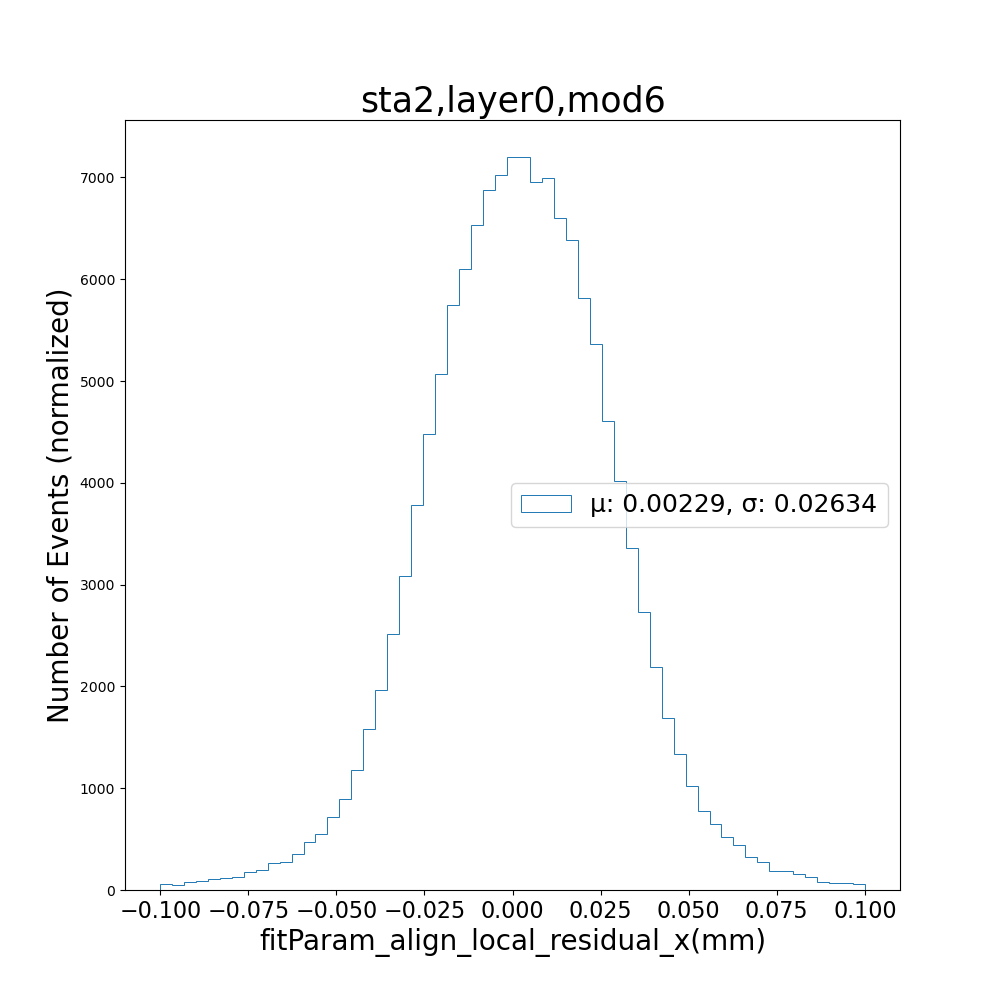 sta2,layer0,mod6
Number of Events (normalized)
7000
6000
5000
4000
3000
2000
1000
0
μ: 0.00229, σ: 0.02634
−0.100 −0.075 −0.050 −0.025 0.000 0.025 0.050 0.075 0.100
fitParam_align_local_residual_x(mm)